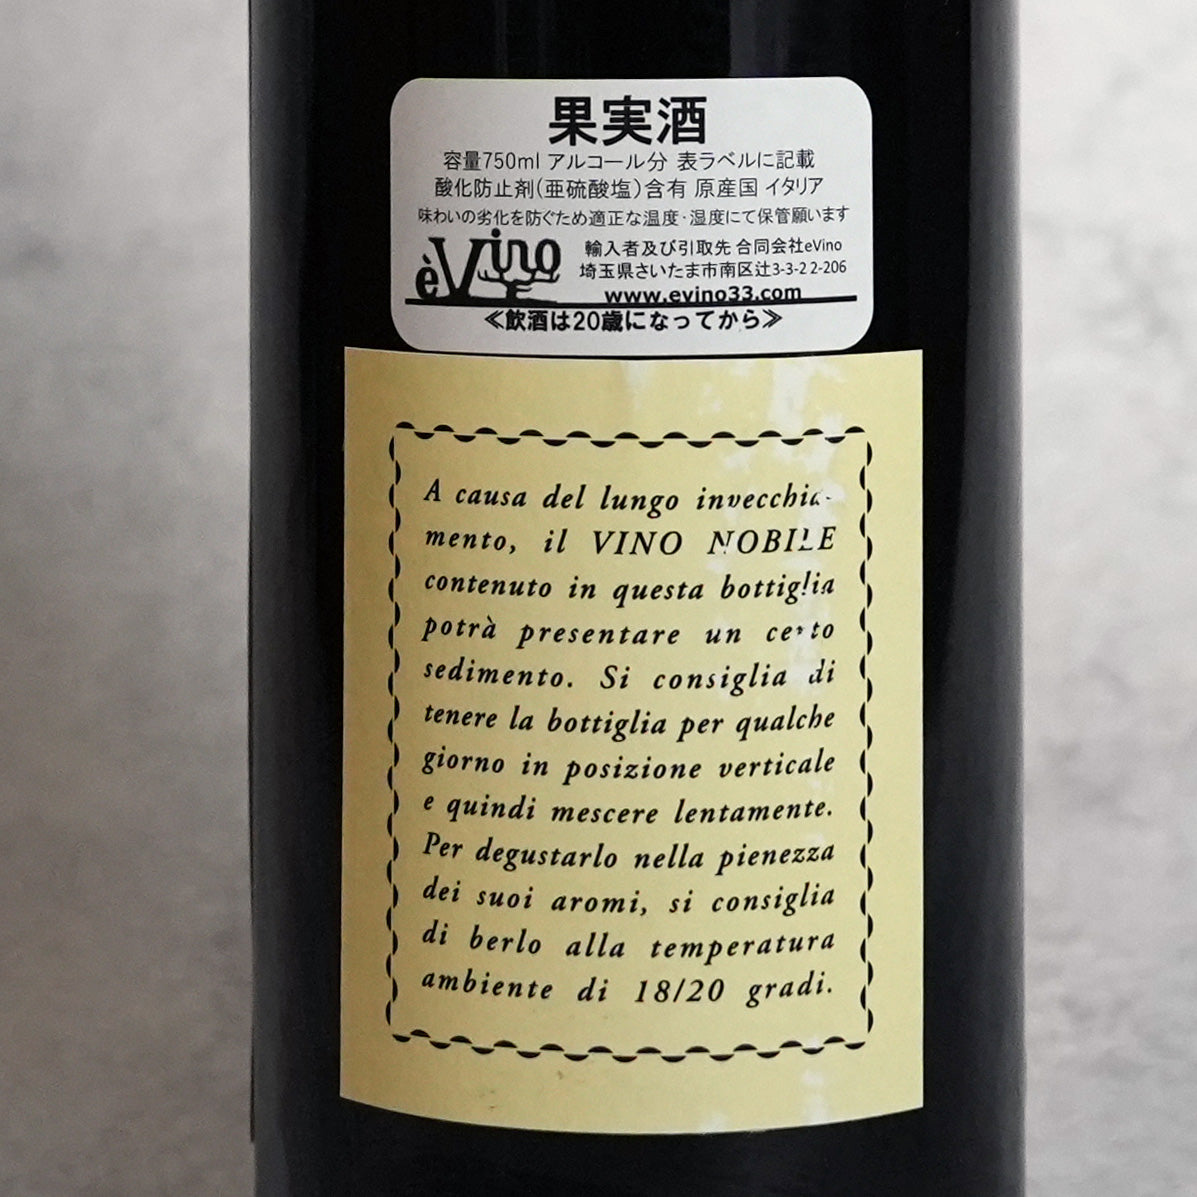 果実酒
容量750ml アルコール分 表ラベルに記載
酸化防止剤(亜硫酸塩)含有 原産国 イタリア
味わいの劣化を防ぐため適正な温度・湿度にて保管願います
èVino
輸入者及び引取先 合同会社eVino
埼玉県さいたま市南区辻3-3-22-206
www.evino33.com
≪飲酒は20歳になってから≫
A causa del lungo invecchia-
mento, il VINO NOBILE
contenuto in questa bottiglia
potrà presentare un certo
sedimento. Si consiglia di
tenere la bottiglia per qualche
giorno in posizione verticale
e quindi mescere lentamente.
Per degustarlo nella pienezza
dei suoi aromi, si consiglia
di berlo alla temperatura
ambiente di 18/20 gradi.